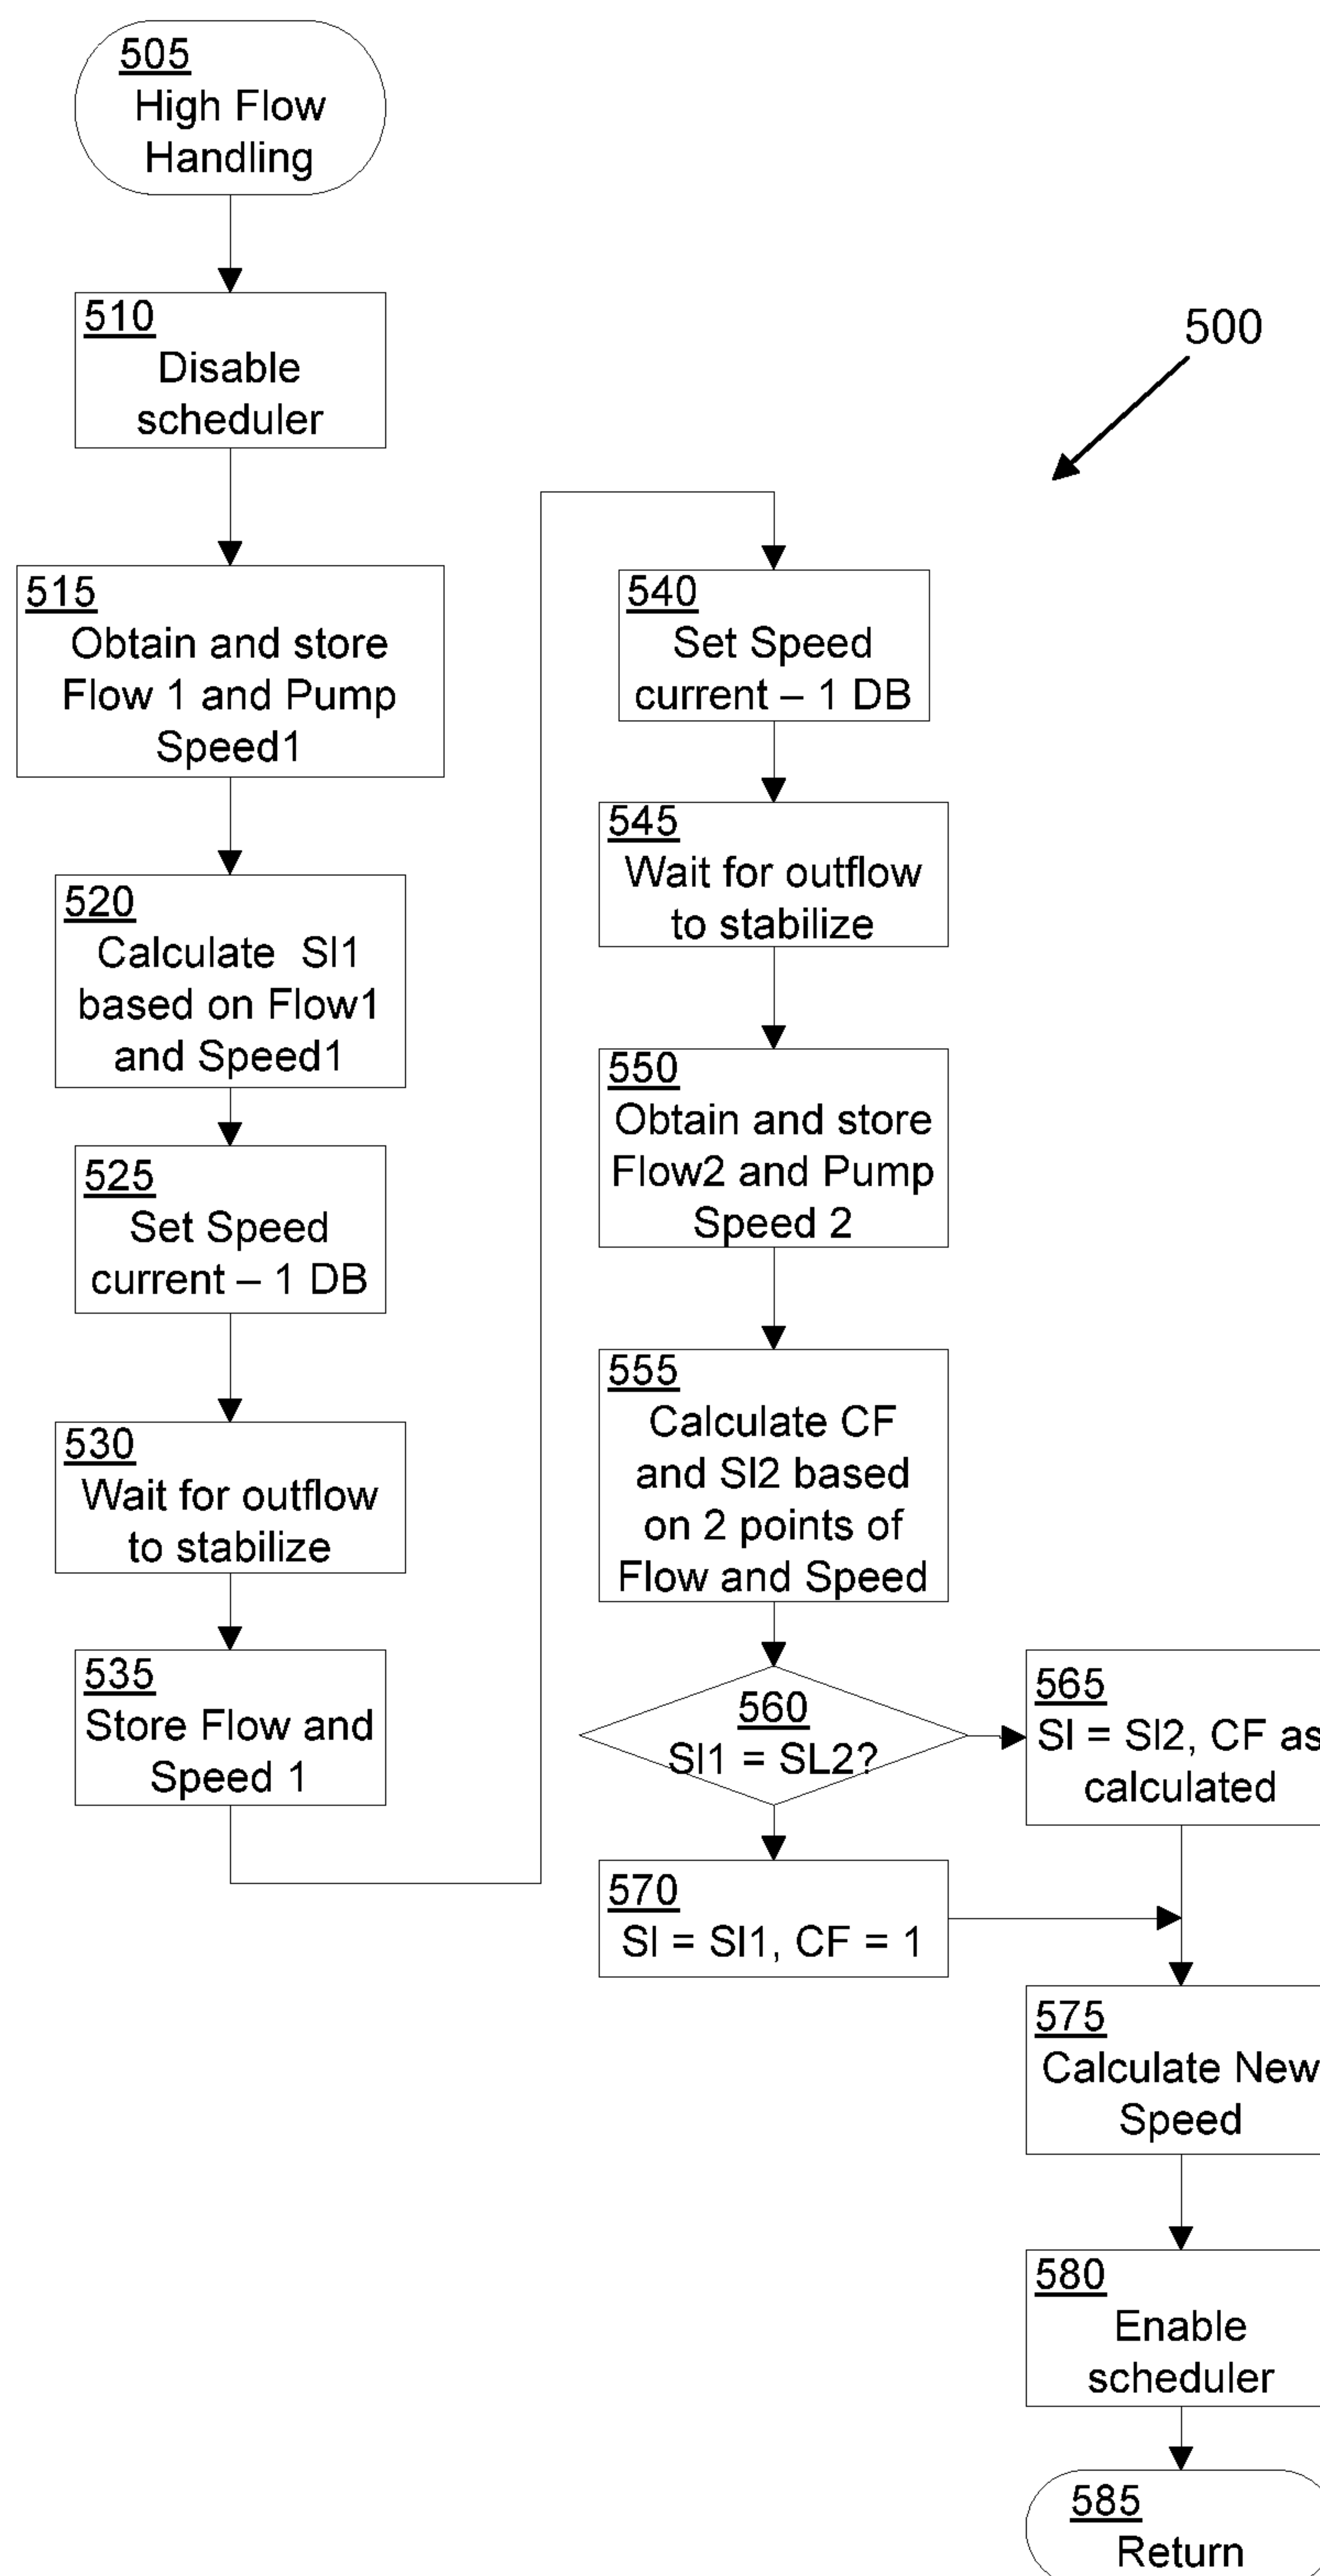 505
High Flow
Handling
510
Disable
scheduler
500
515
Obtain and store
Flow 1 and Pump
Speed1
520
Calculate SI1
based on Flow1
and Speed1
525
Set Speed
current – 1 DB
530
Wait for outflow
to stabilize
535
Store Flow and
Speed 1
540
Set Speed
current – 1 DB
545
Wait for outflow
to stabilize
550
Obtain and store
Flow2 and Pump
Speed 2
555
Calculate CF
and SI2 based
on 2 points of
Flow and Speed
560
SI1 = SL2?
565
SI = SI2, CF as
calculated
570
SI = SI1, CF = 1
575
Calculate New
Speed
580
Enable
scheduler
585
Return